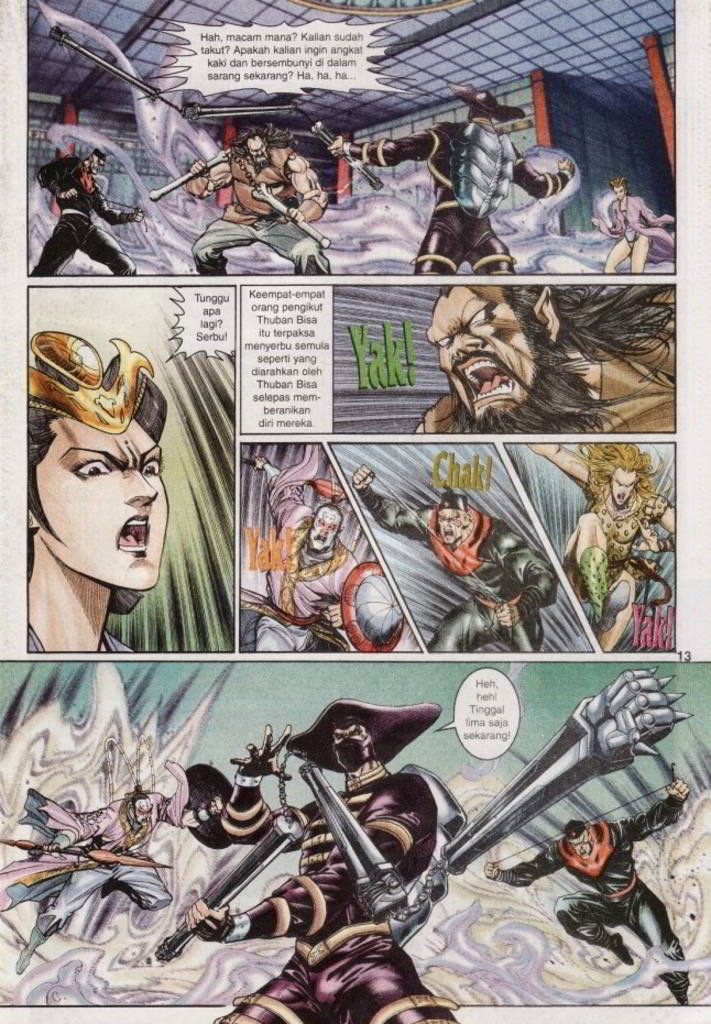 Hah, macam mana? Kalian sudah
takut? Apakah kalian ingin angkat
kaki dan bersembunyi di dalam
sarang sekarang? Ha, ha, ha...
Tunggu
apa
lagi?
Serbu!
Keempat-empat
orang pengikut
Thuban Bisa
itu terpaksa
menyerbu semula
seperti yang
diarahkan oleh
Thuban Bisa
selepas mem-
beranikan
diri mereka.
Yak!
Yak!
Chak!
Yak!
13
Heh,
heh!
Tinggal
lima saja
sekarang!